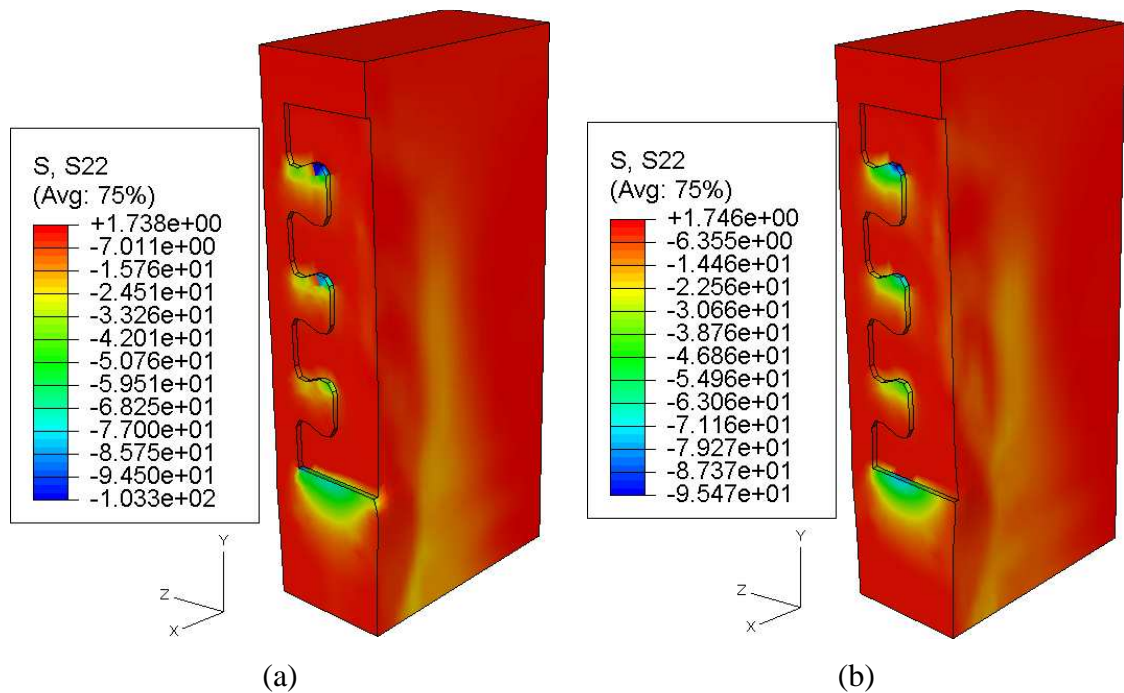 S, S22
(Avg: 75%)
+1.738e+00
-7.011e+00
-1.576e+01
-2.451e+01
-3.326e+01
-4.201e+01
-5.076e+01
-5.951e+01
-6.825e+01
-7.700e+01
-8.575e+01
-9.450e+01
-1.033e+02
Y
Z
X
(a)
S, S22
(Avg: 75%)
+1.746e+00
-6.355e+00
-1.446e+01
-2.256e+01
-3.066e+01
-3.876e+01
-4.686e+01
-5.496e+01
-6.306e+01
-7.116e+01
-7.927e+01
-8.737e+01
-9.547e+01
Y
Z
X
(b)